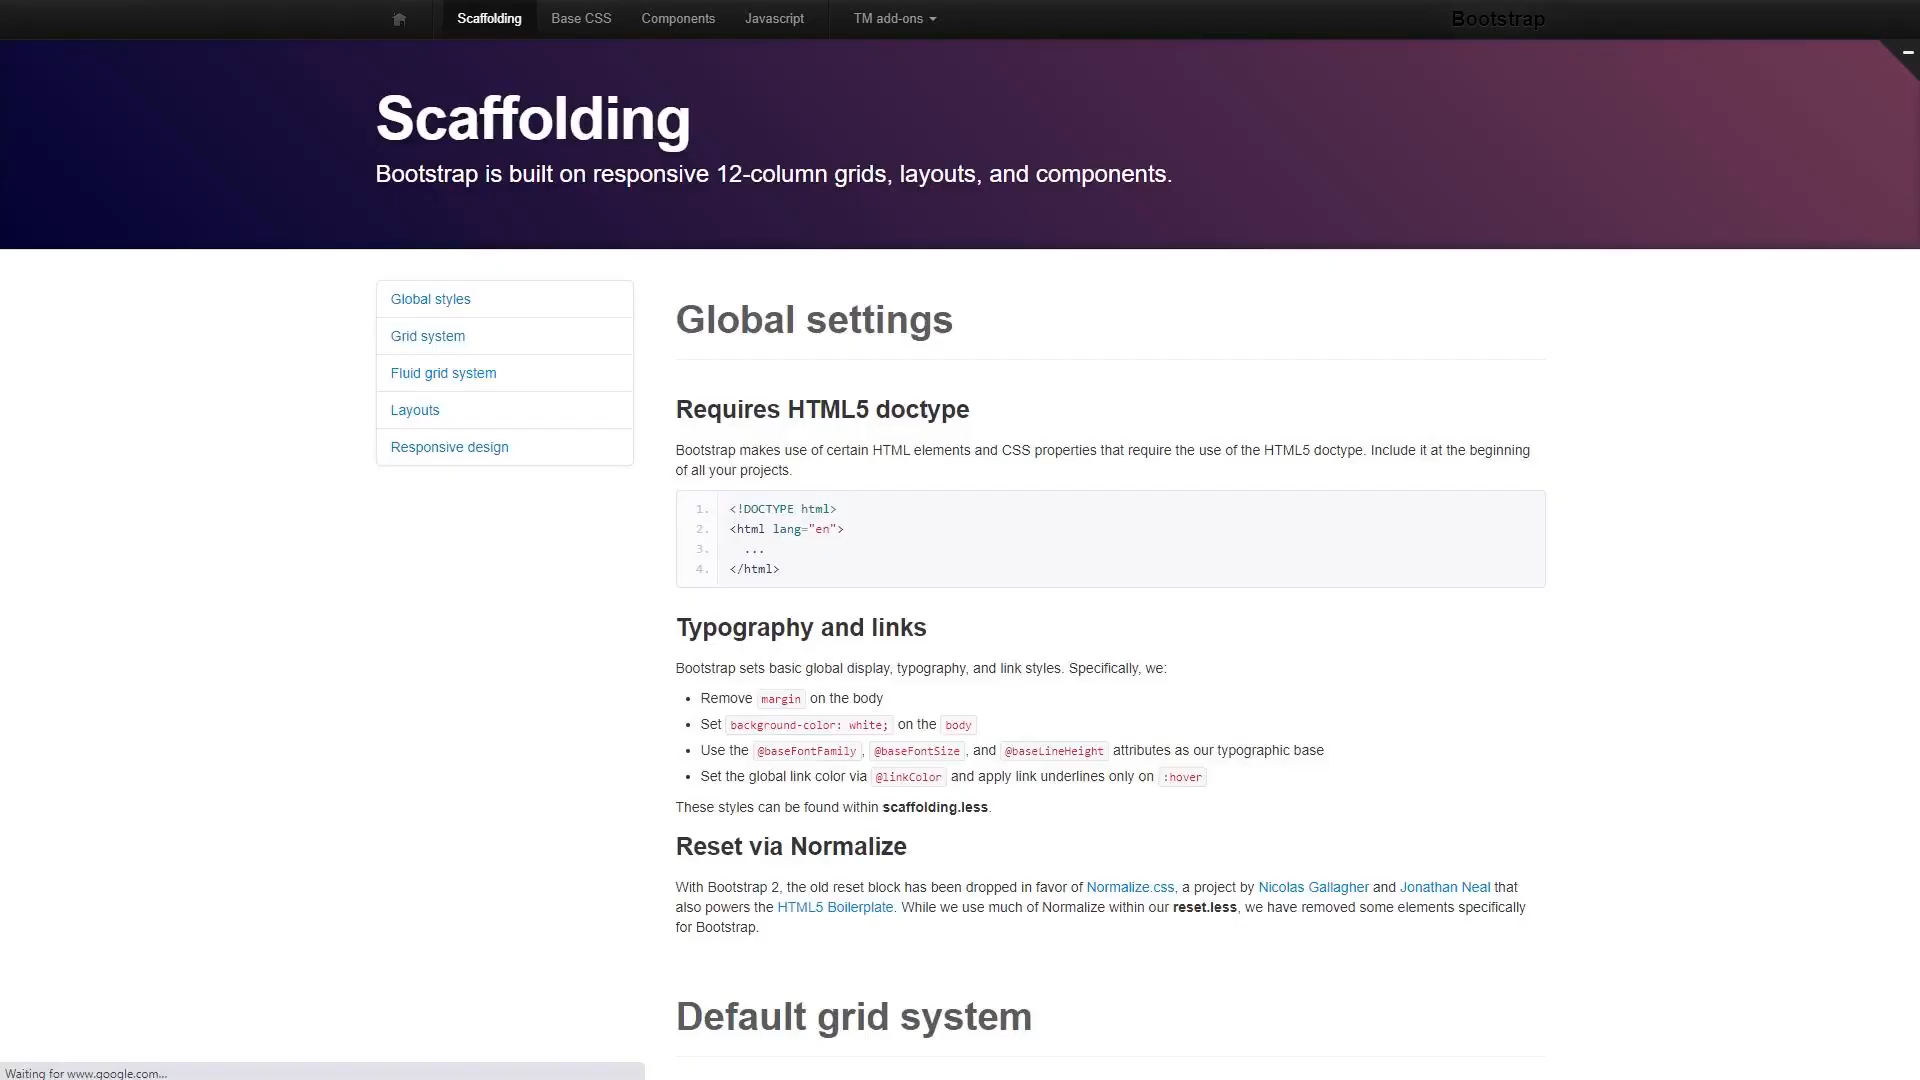 Scaffolding Base CSS Components Javascript TM add-ons Bootstrap
Scaffolding
Bootstrap is built on responsive 12-column grids, layouts, and components.
Global styles
Grid system
Fluid grid system
Layouts
Responsive design
Global settings
Requires HTML5 doctype
Bootstrap makes use of certain HTML elements and CSS properties that require the use of the HTML5 doctype. Include it at the beginning
of all your projects.
1. <!DOCTYPE html>
2. <html lang="en">
3. ...
4. </html>
Typography and links
Bootstrap sets basic global display, typography, and link styles. Specifically, we:
• Remove margin on the body
• Set background-color: white; on the body
• Use the @baseFontFamily, @baseFontSize, and @baseLineHeight attributes as our typographic base
• Set the global link color via @linkColor and apply link underlines only on :hover
These styles can be found within scaffolding.less.
Reset via Normalize
With Bootstrap 2, the old reset block has been dropped in favor of Normalize.css, a project by Nicolas Gallagher and Jonathan Neal that
also powers the HTML5 Boilerplate. While we use much of Normalize within our reset.less, we have removed some elements specifically
for Bootstrap.
Default grid system
Waiting for www.google.com...